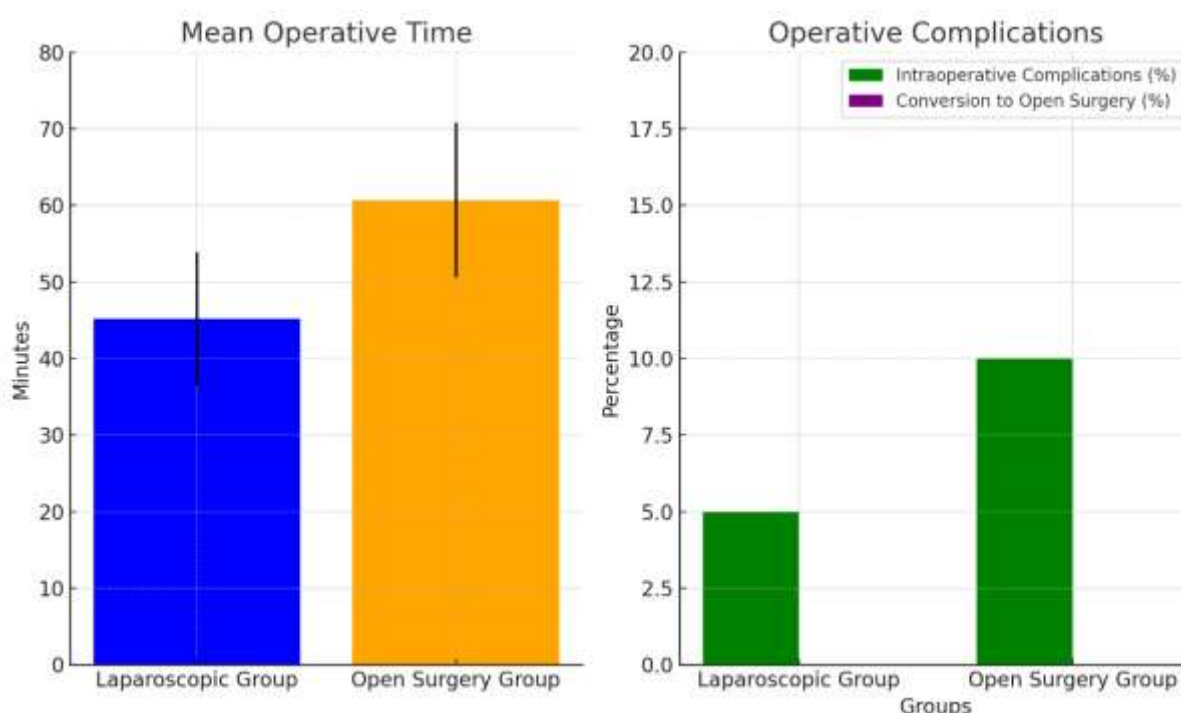 Mean Operative Time
80
70
60
50
40
30
20
10
0
Minutes
Laparoscopic Group
Open Surgery Group
Operative Complications
Intraoperative Complications (%)
Conversion to Open Surgery (%)
20.0
17.5
15.0
12.5
10.0
7.5
5.0
2.5
0.0
Percentage
Laparoscopic Group
Open Surgery Group
Groups